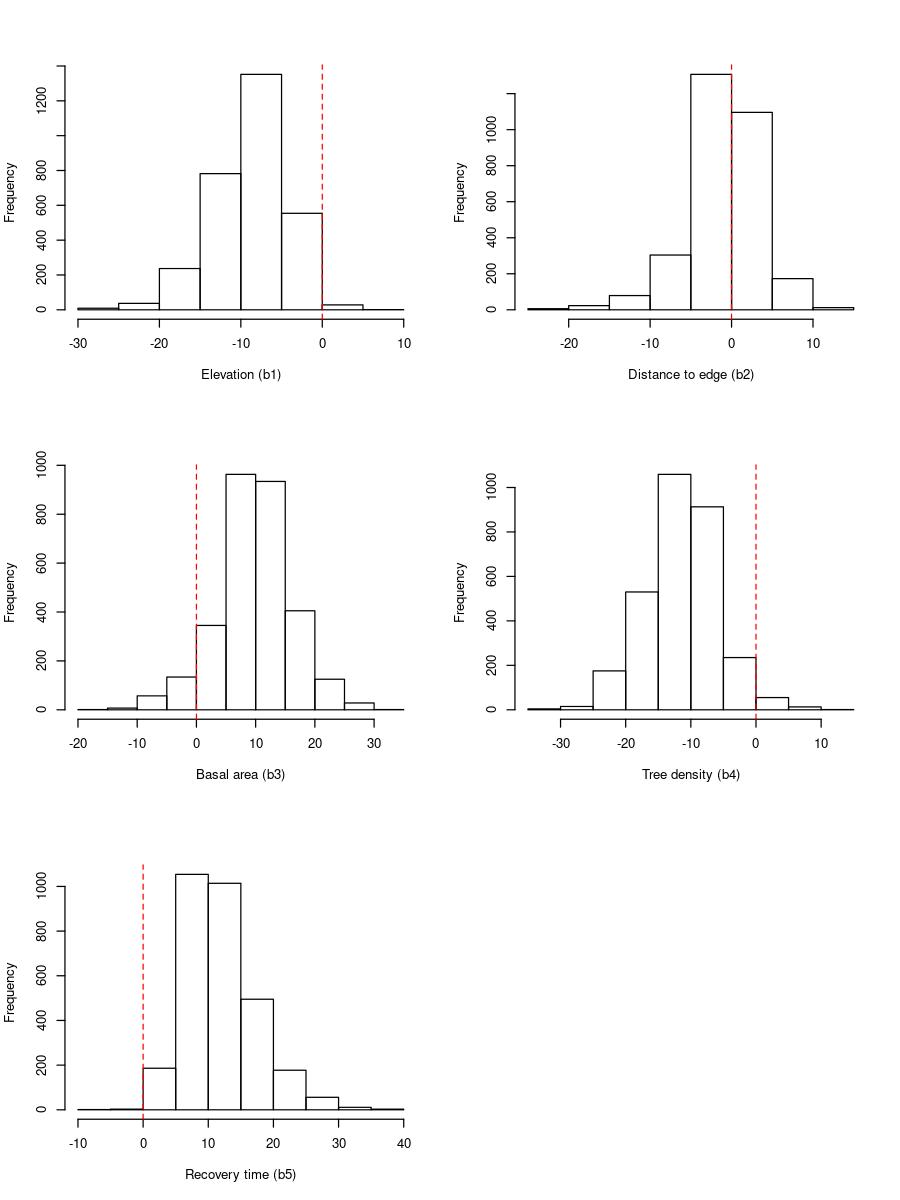 Frequency
0 200 400 600 800 1200
-30 -20 -10 0 10
Elevation (b1)
Frequency
0 200 400 600 800 1000
-20 -10 0 10
Distance to edge (b2)
Frequency
0 200 400 600 800 1000
-20 -10 0 10 20 30
Basal area (b3)
Frequency
0 200 400 600 800 1000
-30 -20 -10 0 10
Tree density (b4)
Frequency
0 200 400 600 800 1000
-10 0 10 20 30 40
Recovery time (b5)